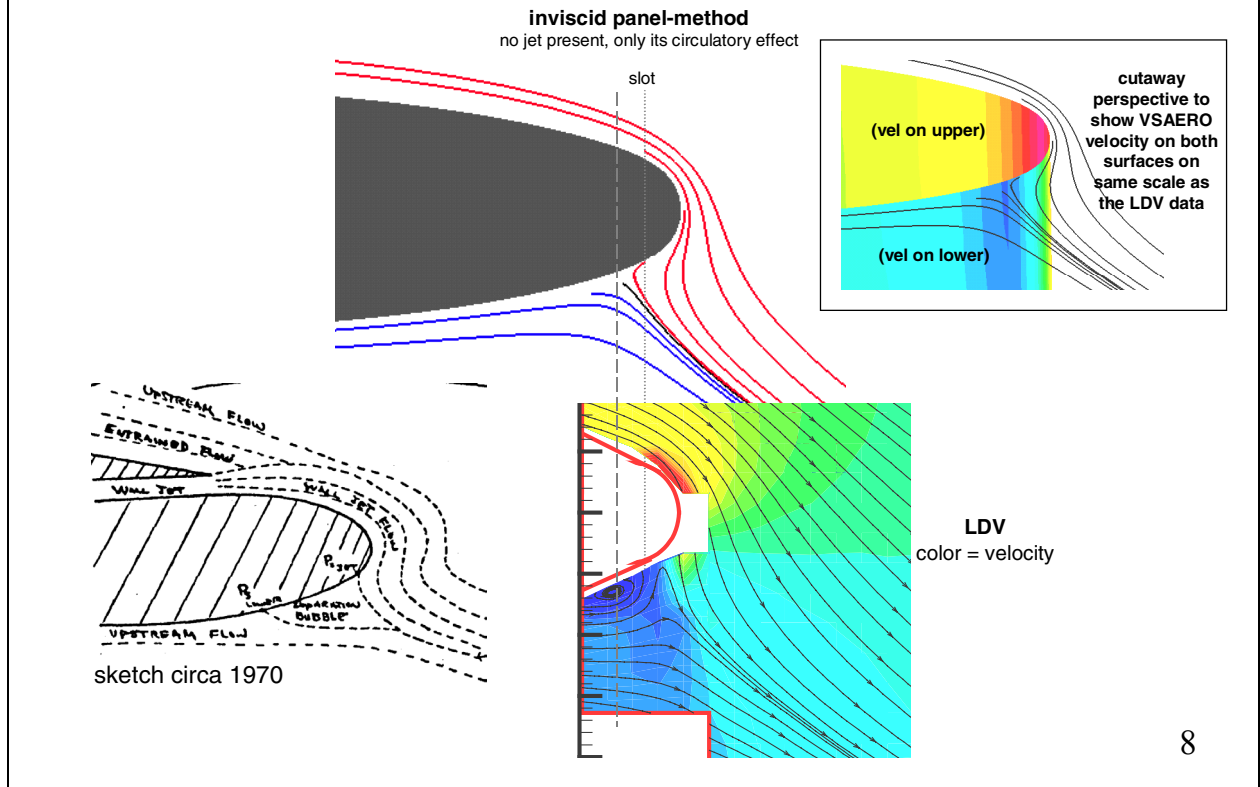 inviscid panel-method
no jet present, only its circulatory effect
slot
cutaway
perspective to
show VSAERO
velocity on both
surfaces on
same scale as
the LDV data
(vel on upper)
(vel on lower)
UPSTREAM FLOW
ENTRAINED FLOW
WALL JET
WALL JET FLOW
LOWER
SEPARATION
BUBBLE
UPSTREAM FLOW
sketch circa 1970
LDV
color = velocity
8